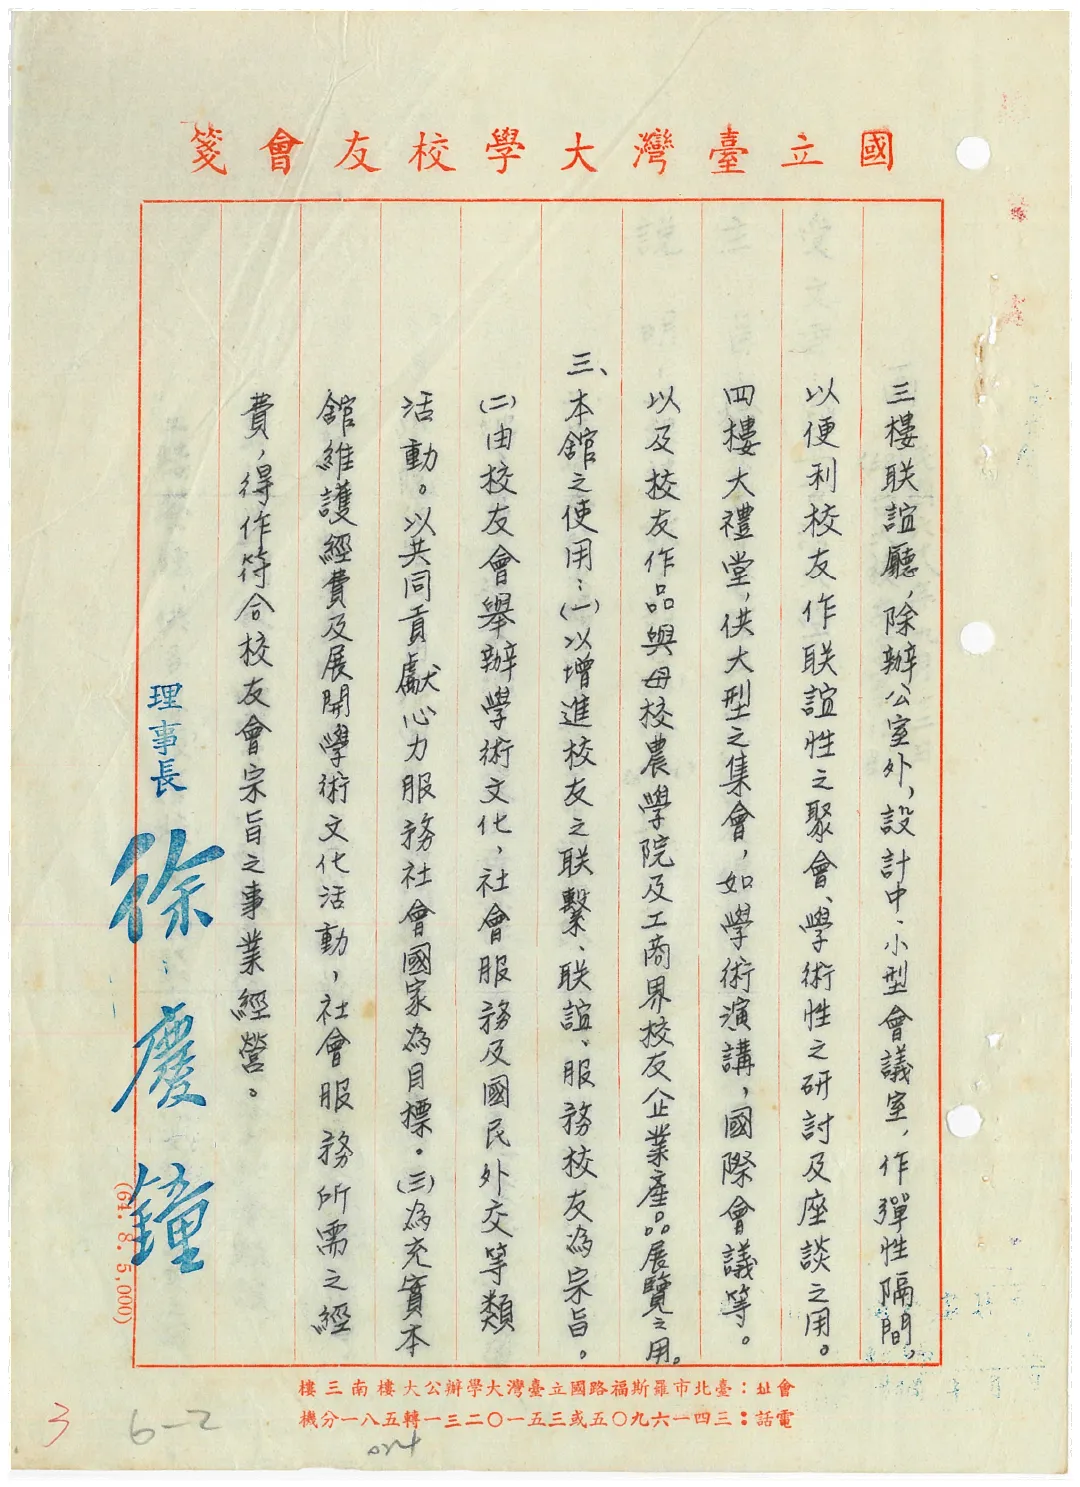 國立臺灣大學校友會箋
三樓联誼廳，除辦公室外，設計中、小型會議室，作彈性隔間，
以便利校友作联誼性之聚會、學術性之研討及座談之用。
四樓大禮堂，供大型之集會，如學術演講，國際會議等。
以及校友作品與母校農學院及工商界校友企業產品展覽之用。
三、本舘之使用：(一)以增進校友之联繫、联誼、服務校友為宗旨。
(二)由校友會舉辦學術文化、社會服務及國民外交等類
活動。以共同貢獻心力服務社會國家為目標。(三)為充實本
舘維護經費及展開學術文化活動，社會服務所需之經
費，得作符合校友會宗旨之事業經營。
理事長 徐慶鐘
(64.8.5,000)
會址：臺北市羅斯福路國立臺灣大學辦公大樓南三樓
電話：三四一六九〇五或三五一〇二三一轉五八一分機
3
6-2
024